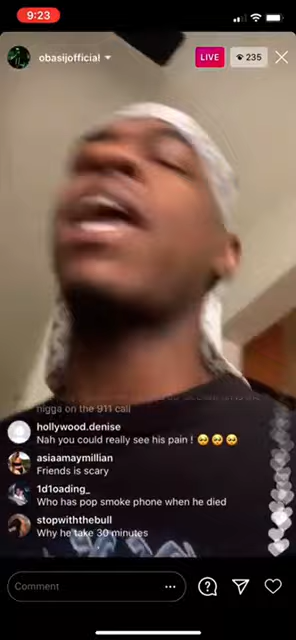 9:23
obasijofficial
LIVE
235
nigga on the 911 call
hollywood.denise
Nah you could really see his pain ! 🥺🥺🥺
asiaamaymillian
Friends is scary
1d1oading_
Who has pop smoke phone when he died
stopwiththebull
Why he take 30 minutes
Comment